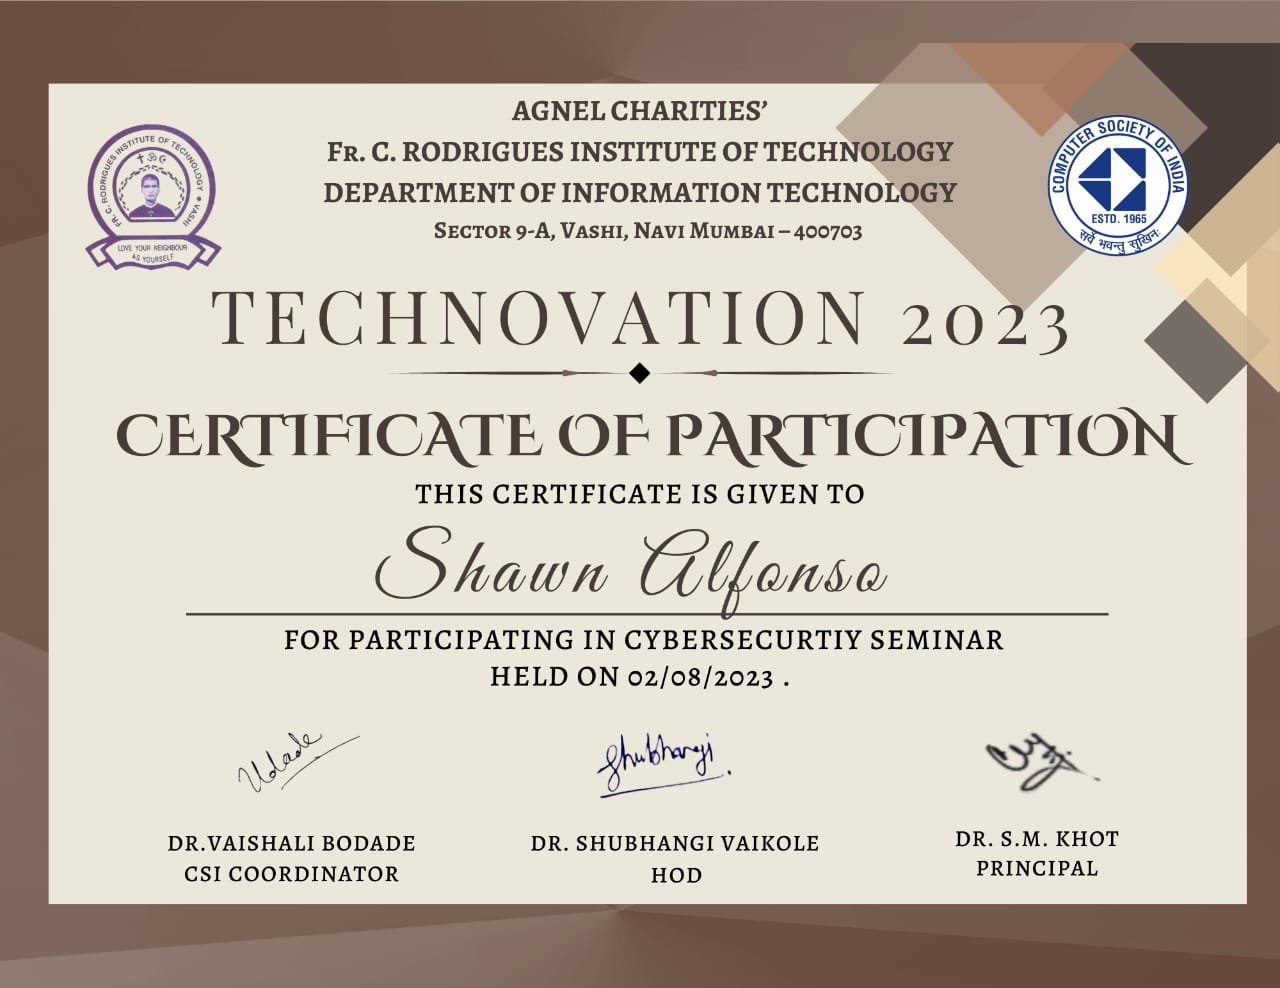 AGNEL CHARITIES’
FR. C. RODRIGUES INSTITUTE OF TECHNOLOGY
DEPARTMENT OF INFORMATION TECHNOLOGY
SECTOR 9-A, VASHI, NAVI MUMBAI – 400703
FR. C. RODRIGUES INSTITUTE OF TECHNOLOGY • VASHI
LOVE YOUR NEIGHBOUR
AS YOURSELF
COMPUTER SOCIETY OF INDIA
ESTD. 1965
सर्वे भवन्तु सुखिनः
TECHNOVATION 2023
CERTIFICATE OF PARTICIPATION
THIS CERTIFICATE IS GIVEN TO
Shawn Alfonso
FOR PARTICIPATING IN CYBERSECURTIY SEMINAR
HELD ON 02/08/2023 .
Udade
Shubhangi
DR.VAISHALI BODADE
CSI COORDINATOR
DR. SHUBHANGI VAIKOLE
HOD
DR. S.M. KHOT
PRINCIPAL